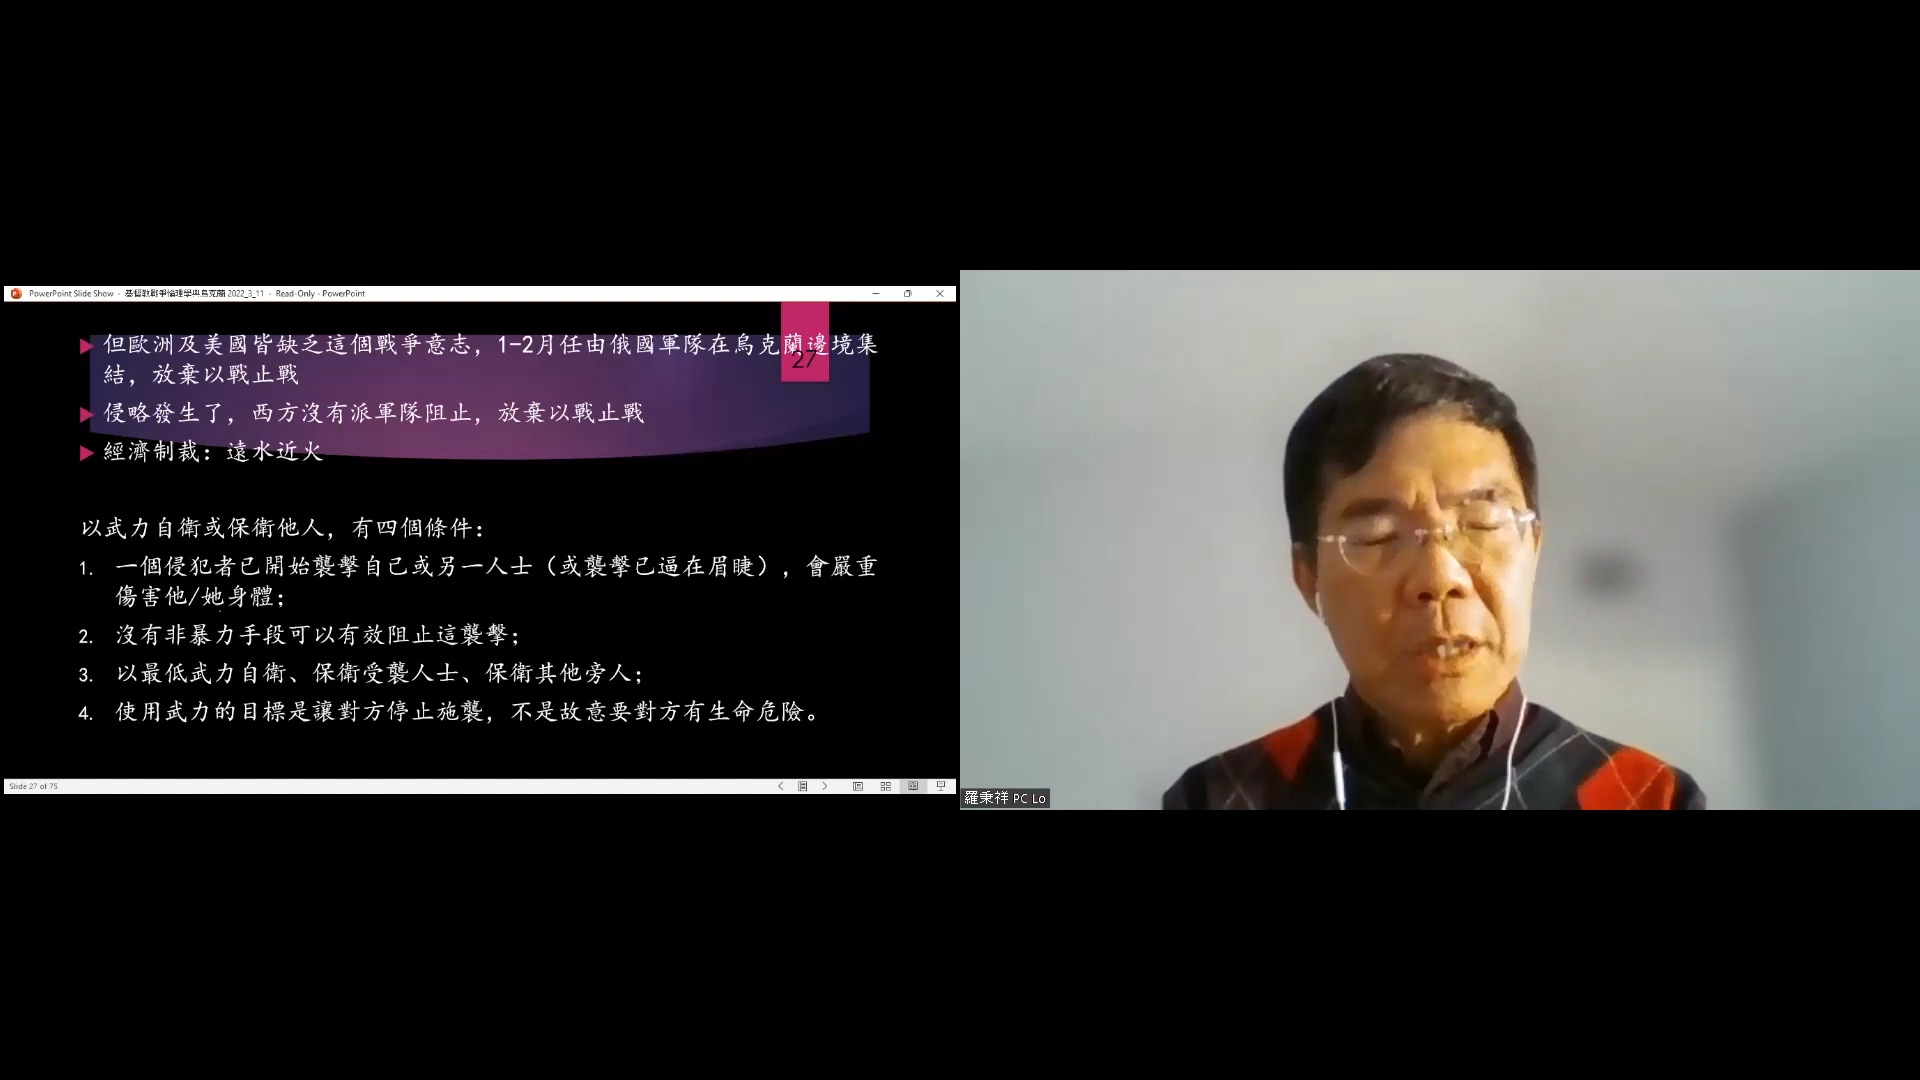 PowerPoint Slide Show - 基督教戰爭倫理學與烏克蘭 2022_3_11 - Read-Only - PowerPoint
27
但歐洲及美國皆缺乏這個戰爭意志，1-2月任由俄國軍隊在烏克蘭邊境集
結，放棄以戰止戰
侵略發生了，西方沒有派軍隊阻止，放棄以戰止戰
經濟制裁：遠水近火
以武力自衛或保衛他人，有四個條件：
1. 一個侵犯者已開始襲擊自己或另一人士（或襲擊已逼在眉睫），會嚴重
傷害他/她身體；
2. 沒有非暴力手段可以有效阻止這襲擊；
3. 以最低武力自衛、保衛受襲人士、保衛其他旁人；
4. 使用武力的目標是讓對方停止施襲，不是故意要對方有生命危險。
Slide 27 of 75
羅秉祥 PC Lo